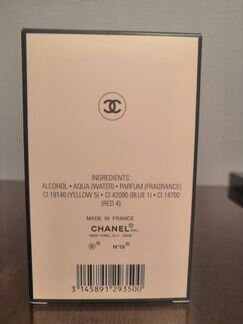 INGREDIENTS:
ALCOHOL • AQUA (WATER) • PARFUM (FRAGRANCE)
CI 19140 (YELLOW 5) • CI 42090 (BLUE 1) • CI 14700
(RED 4).
MADE IN FRANCE
CHANEL INC.
NEW YORK, N.Y. 10019
N°19
3 145891 293500